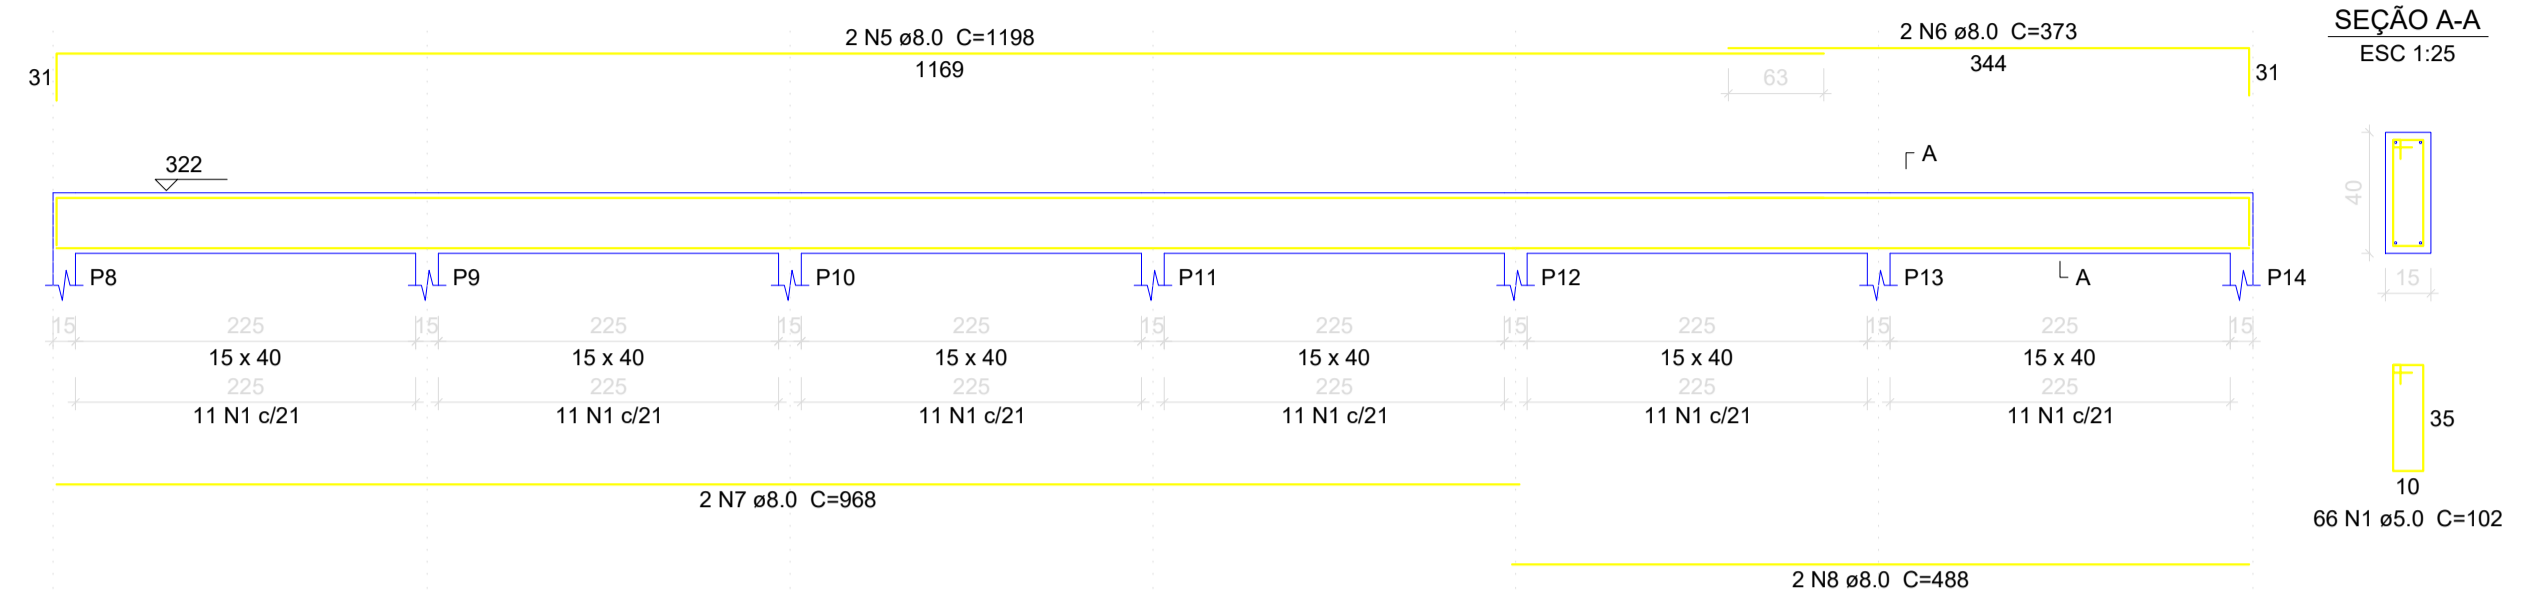 2 N5 ø8.0 C=1198
2 N6 ø8.0 C=373
SEÇÃO A-A
ESC 1:25
31
1169
344
31
63
322
A
40
P8
P9
P10
P11
P12
P13
A
P14
15
15 225 15 225 15 225 15 225 15 225 15 225 15
15 x 40 15 x 40 15 x 40 15 x 40 15 x 40 15 x 40
225 225 225 225 225 225
11 N1 c/21 11 N1 c/21 11 N1 c/21 11 N1 c/21 11 N1 c/21 11 N1 c/21
35
10
66 N1 ø5.0 C=102
2 N7 ø8.0 C=968
2 N8 ø8.0 C=488